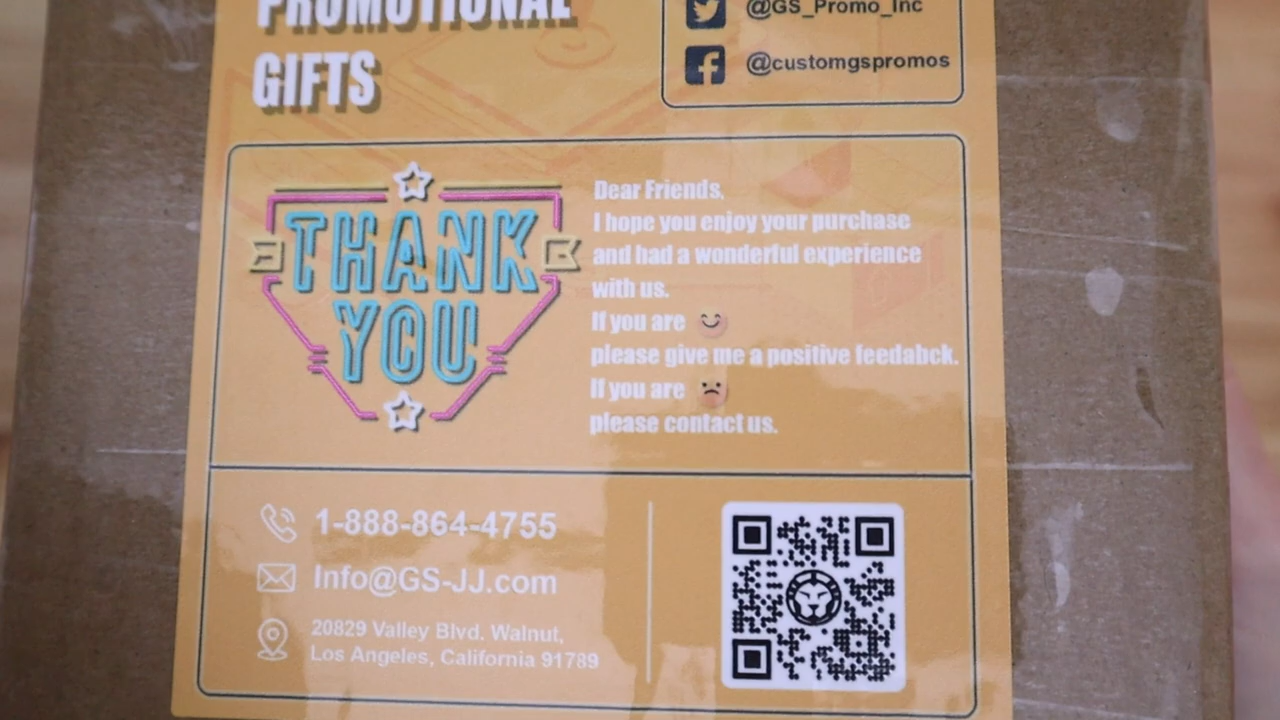 PROMOTIONAL
GIFTS
@GS_Promo_Inc
@customgspromos
THANK
YOU
Dear Friends,
I hope you enjoy your purchase
and had a wonderful experience
with us.
If you are
please give me a positive feedabck.
If you are
please contact us.
1-888-864-4755
Info@GS-JJ.com
20829 Valley Blvd. Walnut,
Los Angeles, California 91789